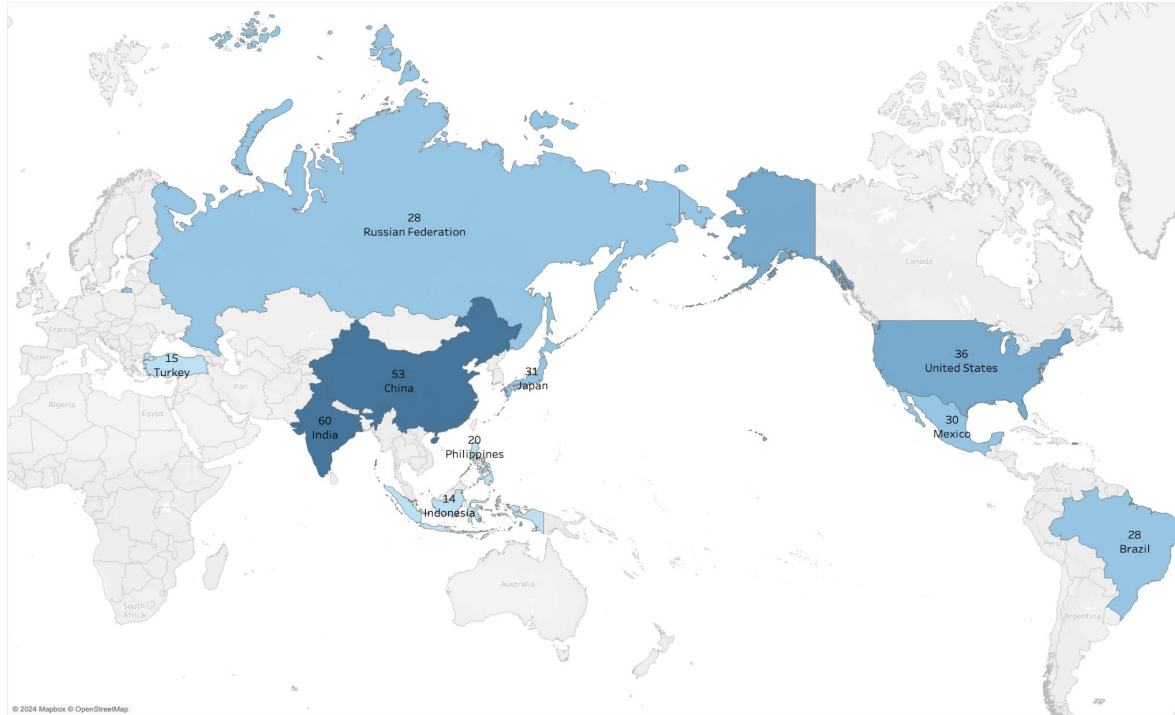 28
Russian Federation
Canada
France
Spain
15
Turkey
53
China
31
Japan
36
United States
Iran
Algeria
Egypt
60
India
30
Mexico
20
Philippines
14
Indonesia
Colombia
28
Brazil
Peru
Australia
South
Africa
Argentina
© 2024 Mapbox © OpenStreetMap